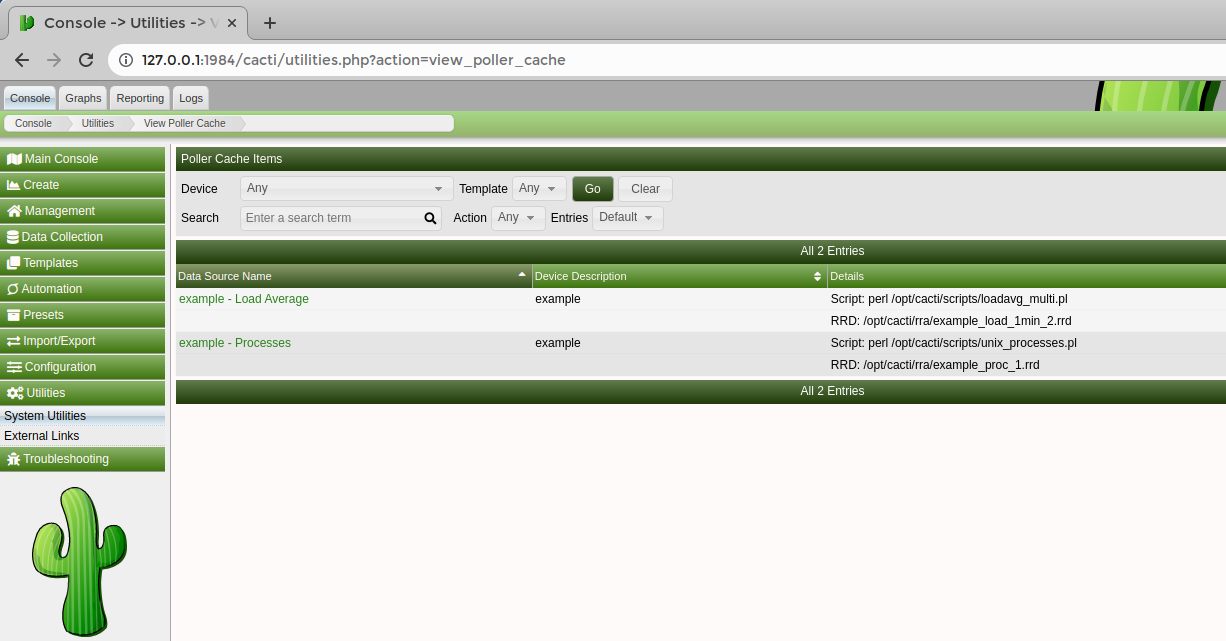 Console -> Utilities ->
127.0.0.1:1984/cacti/utilities.php?action=view_poller_cache
Console Graphs Reporting Logs
Console Utilities View Poller Cache
Main Console
Create
Management
Data Collection
Templates
Automation
Presets
Import/Export
Configuration
Utilities
System Utilities
External Links
Troubleshooting
Poller Cache Items
Device Any Template Any Go Clear
Search Enter a search term Action Any Entries Default
All 2 Entries
Data Source Name Device Description Details
example - Load Average example Script: perl /opt/cacti/scripts/loadavg_multi.pl
RRD: /opt/cacti/rra/example_load_1min_2.rrd
example - Processes example Script: perl /opt/cacti/scripts/unix_processes.pl
RRD: /opt/cacti/rra/example_proc_1.rrd
All 2 Entries